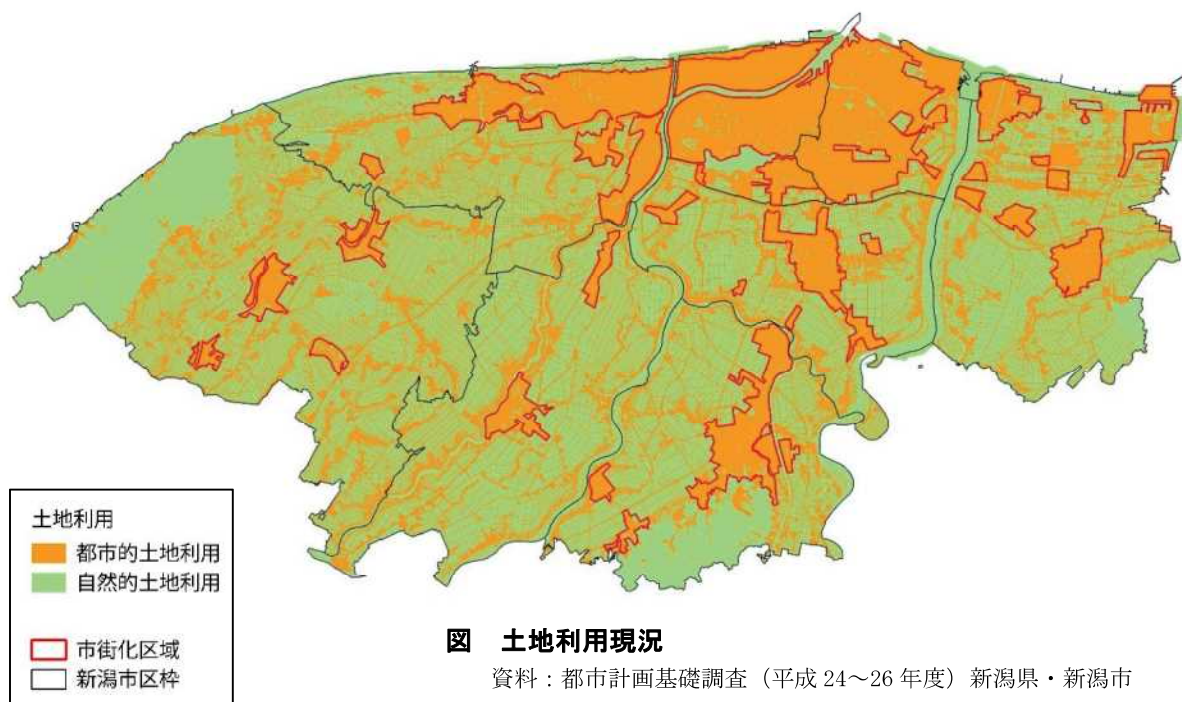 土地利用
都市的土地利用
自然的土地利用
市街化区域
新潟市区枠
図 土地利用現況
資料：都市計画基礎調査（平成 24～26 年度）新潟県・新潟市